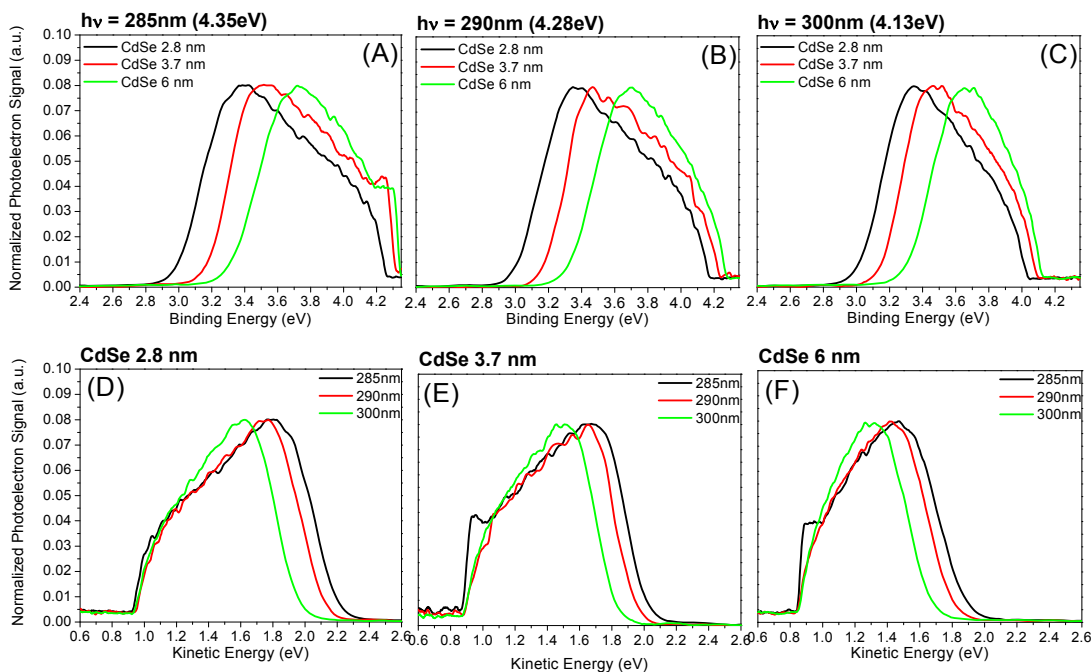 hν = 285nm (4.35eV)
hν = 290nm (4.28eV)
hν = 300nm (4.13eV)
Normalized Photoelectron Signal (a.u.)
0.10
0.09
0.08
0.07
0.06
0.05
0.04
0.03
0.02
0.01
0.00
CdSe 2.8 nm
CdSe 3.7 nm
CdSe 6 nm
(A)
2.4 2.6 2.8 3.0 3.2 3.4 3.6 3.8 4.0 4.2
Binding Energy (eV)
CdSe 2.8 nm
CdSe 3.7 nm
CdSe 6 nm
(B)
2.4 2.6 2.8 3.0 3.2 3.4 3.6 3.8 4.0 4.2
Binding Energy (eV)
CdSe 2.8 nm
CdSe 3.7 nm
CdSe 6 nm
(C)
2.4 2.6 2.8 3.0 3.2 3.4 3.6 3.8 4.0 4.2
Binding Energy (eV)
CdSe 2.8 nm
CdSe 3.7 nm
CdSe 6 nm
Normalized Photoelectron Signal (a.u.)
0.10
0.09
0.08
0.07
0.06
0.05
0.04
0.03
0.02
0.01
0.00
(D)
285nm
290nm
300nm
0.6 0.8 1.0 1.2 1.4 1.6 1.8 2.0 2.2 2.4 2.6
Kinetic Energy (eV)
(E)
285nm
290nm
300nm
0.6 0.8 1.0 1.2 1.4 1.6 1.8 2.0 2.2 2.4 2.6
Kinetic Energy (eV)
(F)
285nm
290nm
300nm
0.6 0.8 1.0 1.2 1.4 1.6 1.8 2.0 2.2 2.4 2.6
Kinetic Energy (eV)